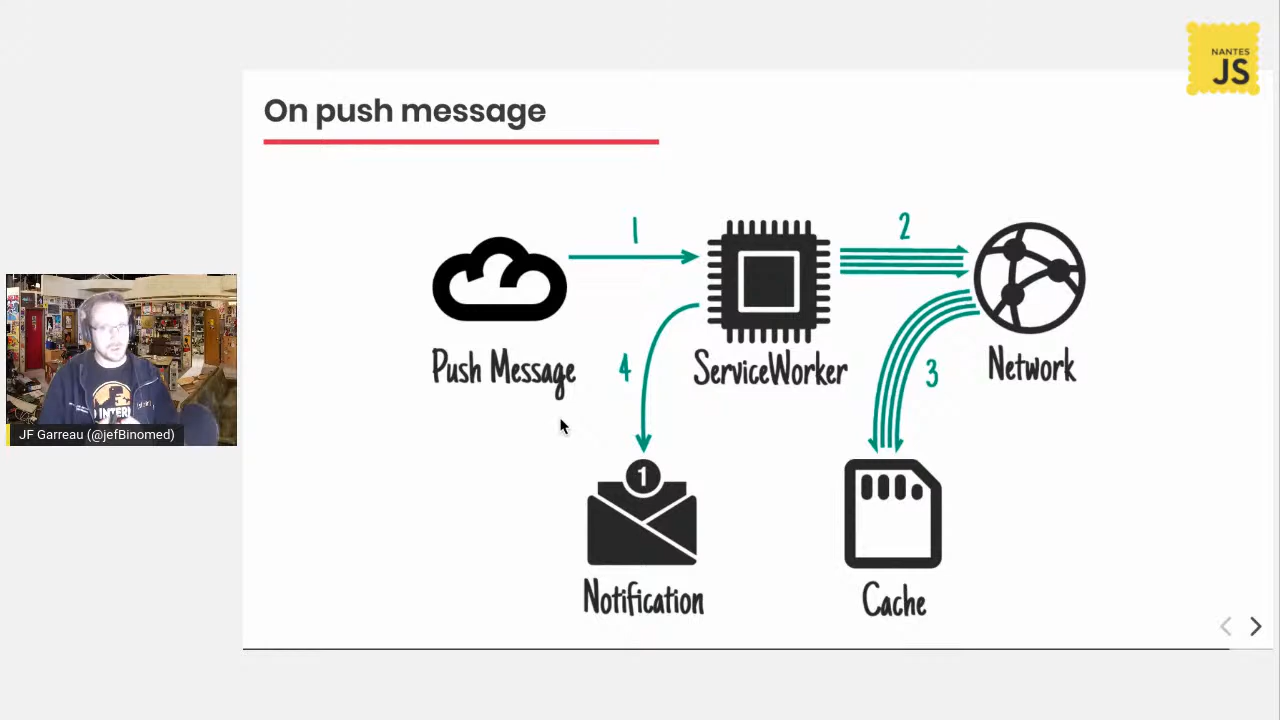 NANTES
JS
On push message
1
2
Push Message
4
ServiceWorker
3
Network
1
Notification
Cache
INTER
JF Garreau (@jefBinomed)